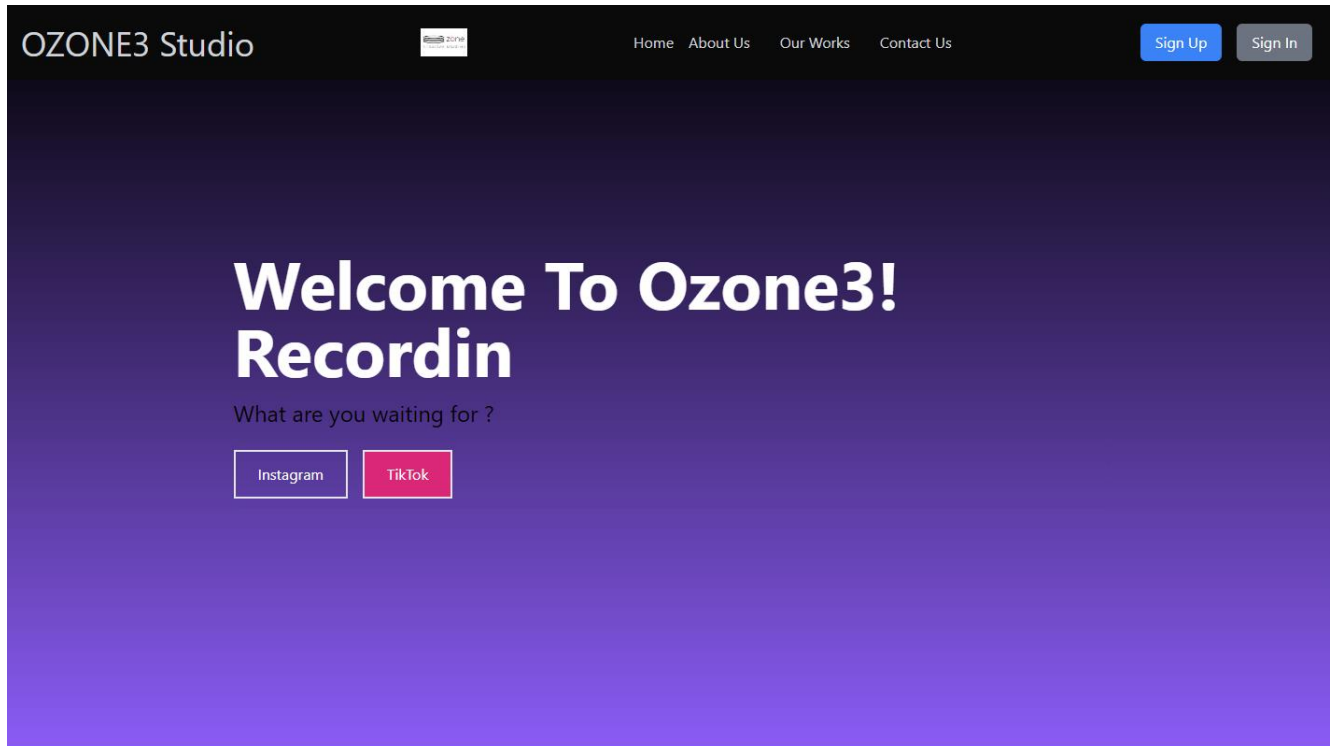 OZONE3 Studio
zone
Home About Us Our Works Contact Us
Sign Up Sign In
Welcome To Ozone3!
Recordin
What are you waiting for ?
Instagram TikTok